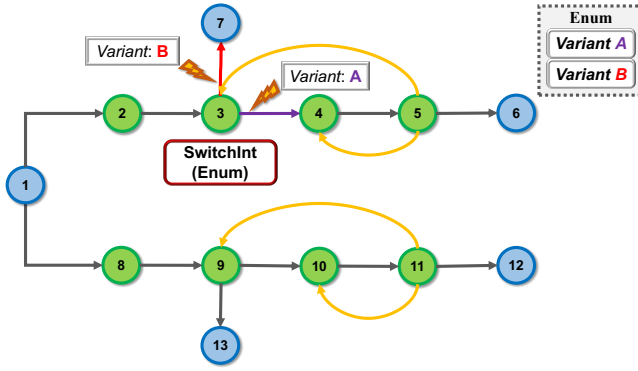 7
Enum
Variant: B
Variant A
Variant: A
Variant B
2
3
4
5
6
SwitchInt
(Enum)
1
8
9
10
11
12
13